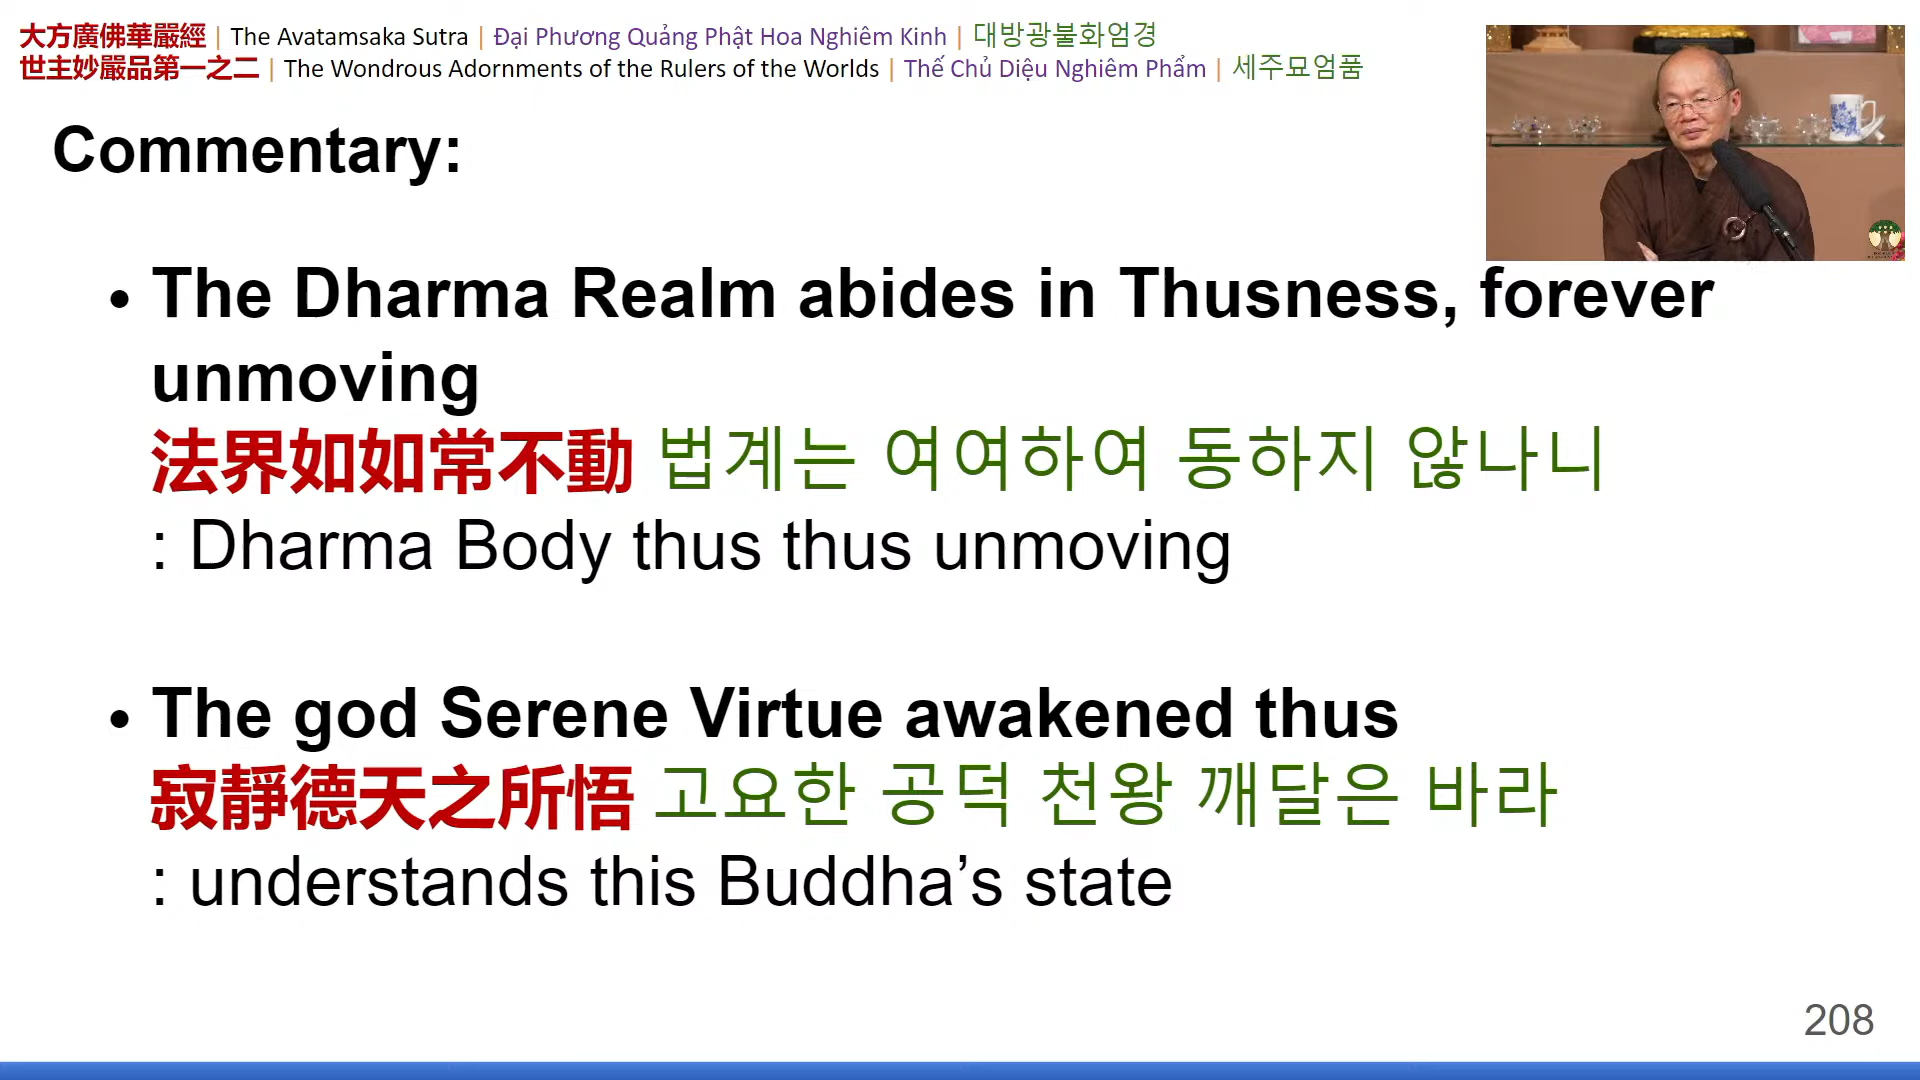 大方廣佛華嚴經 | The Avatamsaka Sutra | Đại Phương Quảng Phật Hoa Nghiêm Kinh | 대방광불화엄경
世主妙嚴品第一之二 | The Wondrous Adornments of the Rulers of the Worlds | Thế Chủ Diệu Nghiêm Phẩm | 세주묘엄품
Commentary:
• The Dharma Realm abides in Thusness, forever
unmoving
法界如如常不動 법계는 여여하여 동하지 않나니
: Dharma Body thus thus unmoving
• The god Serene Virtue awakened thus
寂靜德天之所悟 고요한 공덕 천왕 깨달은 바라
: understands this Buddha’s state
208